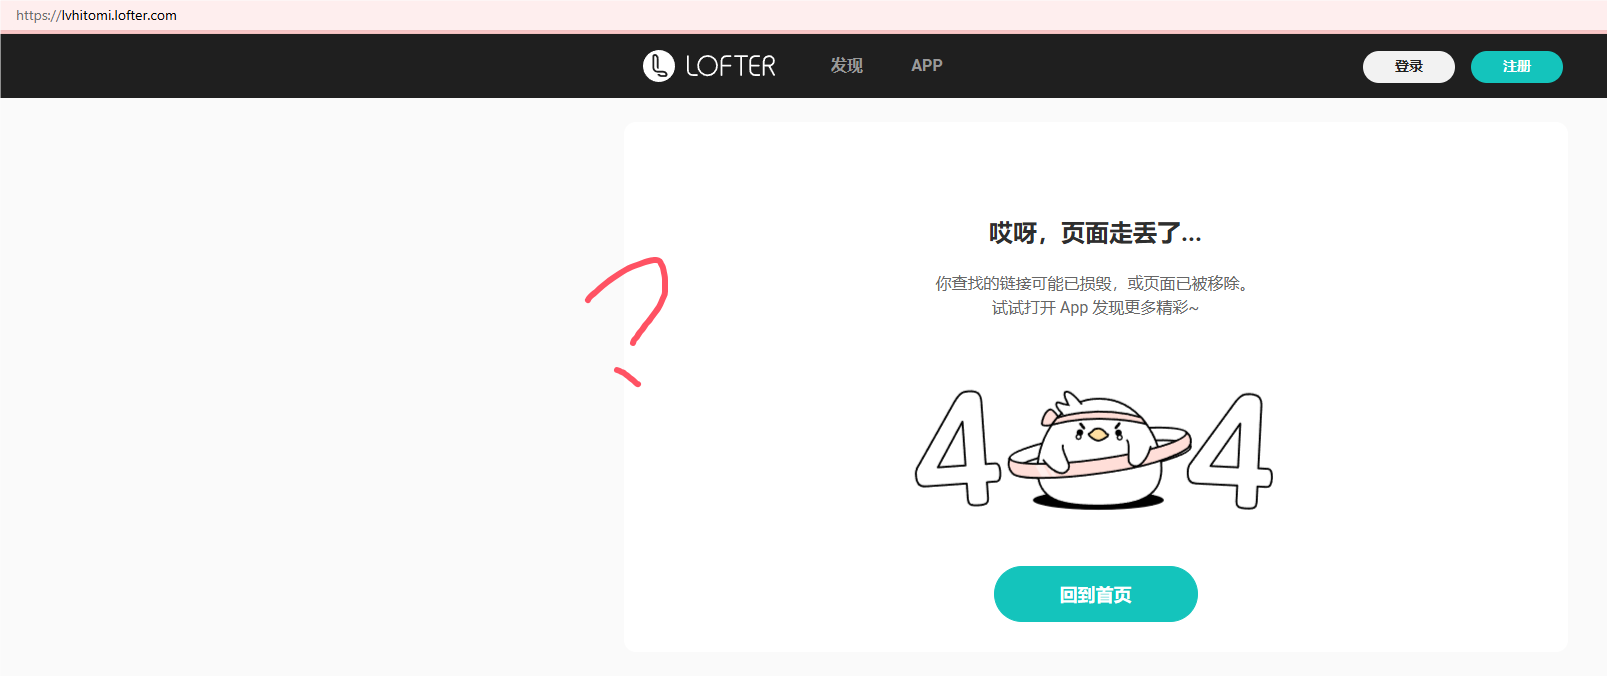 https://lvhitomi.lofter.com
LOFTER 发现 APP 登录 注册
哎呀，页面走丢了...
你查找的链接可能已损毁，或页面已被移除。
试试打开 App 发现更多精彩~
?
4 4
回到首页